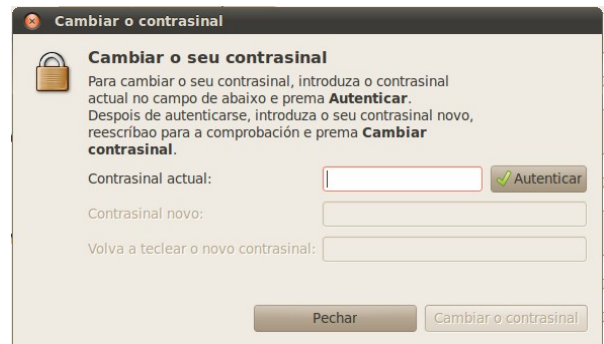 Cambiar o contrasinal
Cambiar o seu contrasinal
Para cambiar o seu contrasinal, introduza o contrasinal
actual no campo de abaixo e prema Autenticar.
Despois de autenticarse, introduza o seu contrasinal novo,
reescríbao para a comprobación e prema Cambiar
contrasinal.
Contrasinal actual:
Autenticar
Contrasinal novo:
Volva a teclear o novo contrasinal:
Pechar
Cambiar o contrasinal